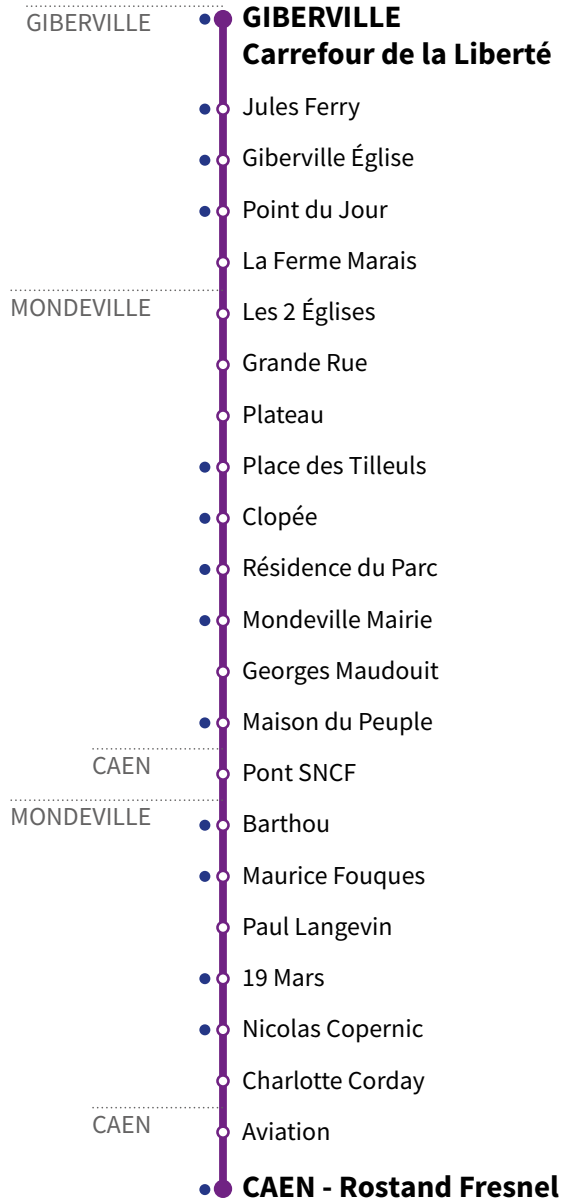 GIBERVILLE
GIBERVILLE
Carrefour de la Liberté
Jules Ferry
Giberville Église
Point du Jour
La Ferme Marais
MONDEVILLE
Les 2 Églises
Grande Rue
Plateau
Place des Tilleuls
Clopée
Résidence du Parc
Mondeville Mairie
Georges Maudouit
Maison du Peuple
CAEN
Pont SNCF
MONDEVILLE
Barthou
Maurice Fouques
Paul Langevin
19 Mars
Nicolas Copernic
Charlotte Corday
CAEN
Aviation
CAEN - Rostand Fresnel